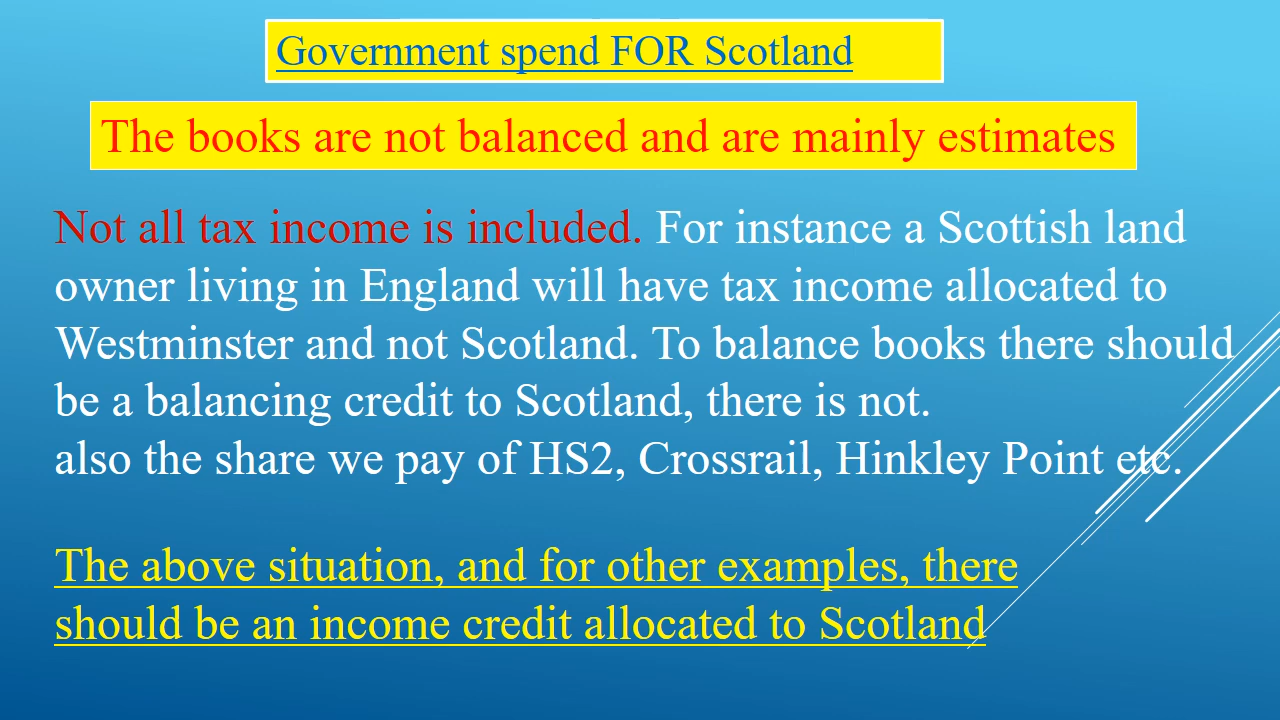 Government spend FOR Scotland
The books are not balanced and are mainly estimates
Not all tax income is included. For instance a Scottish land
owner living in England will have tax income allocated to
Westminster and not Scotland. To balance books there should
be a balancing credit to Scotland, there is not.
also the share we pay of HS2, Crossrail, Hinkley Point etc.
The above situation, and for other examples, there
should be an income credit allocated to Scotland